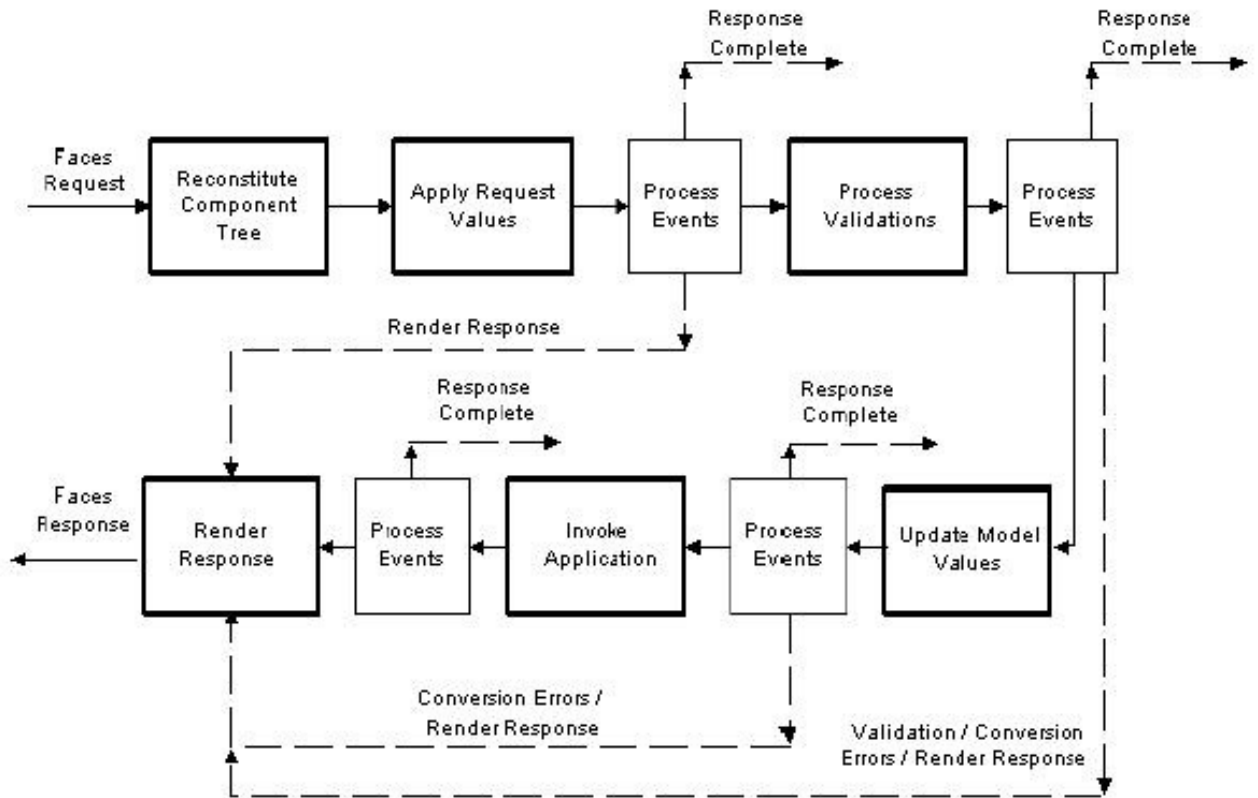 Response
Complete
Response
Complete
Faces
Request
Reconstitute
Component
Tree
Apply Request
Values
Process
Events
Process
Validations
Process
Events
Render Response
Response
Complete
Response
Complete
Faces
Response
Render
Response
Process
Events
Invoke
Application
Process
Events
Update Model
Values
Conversion Errors /
Render Response
Validation / Conversion
Errors / Render Response